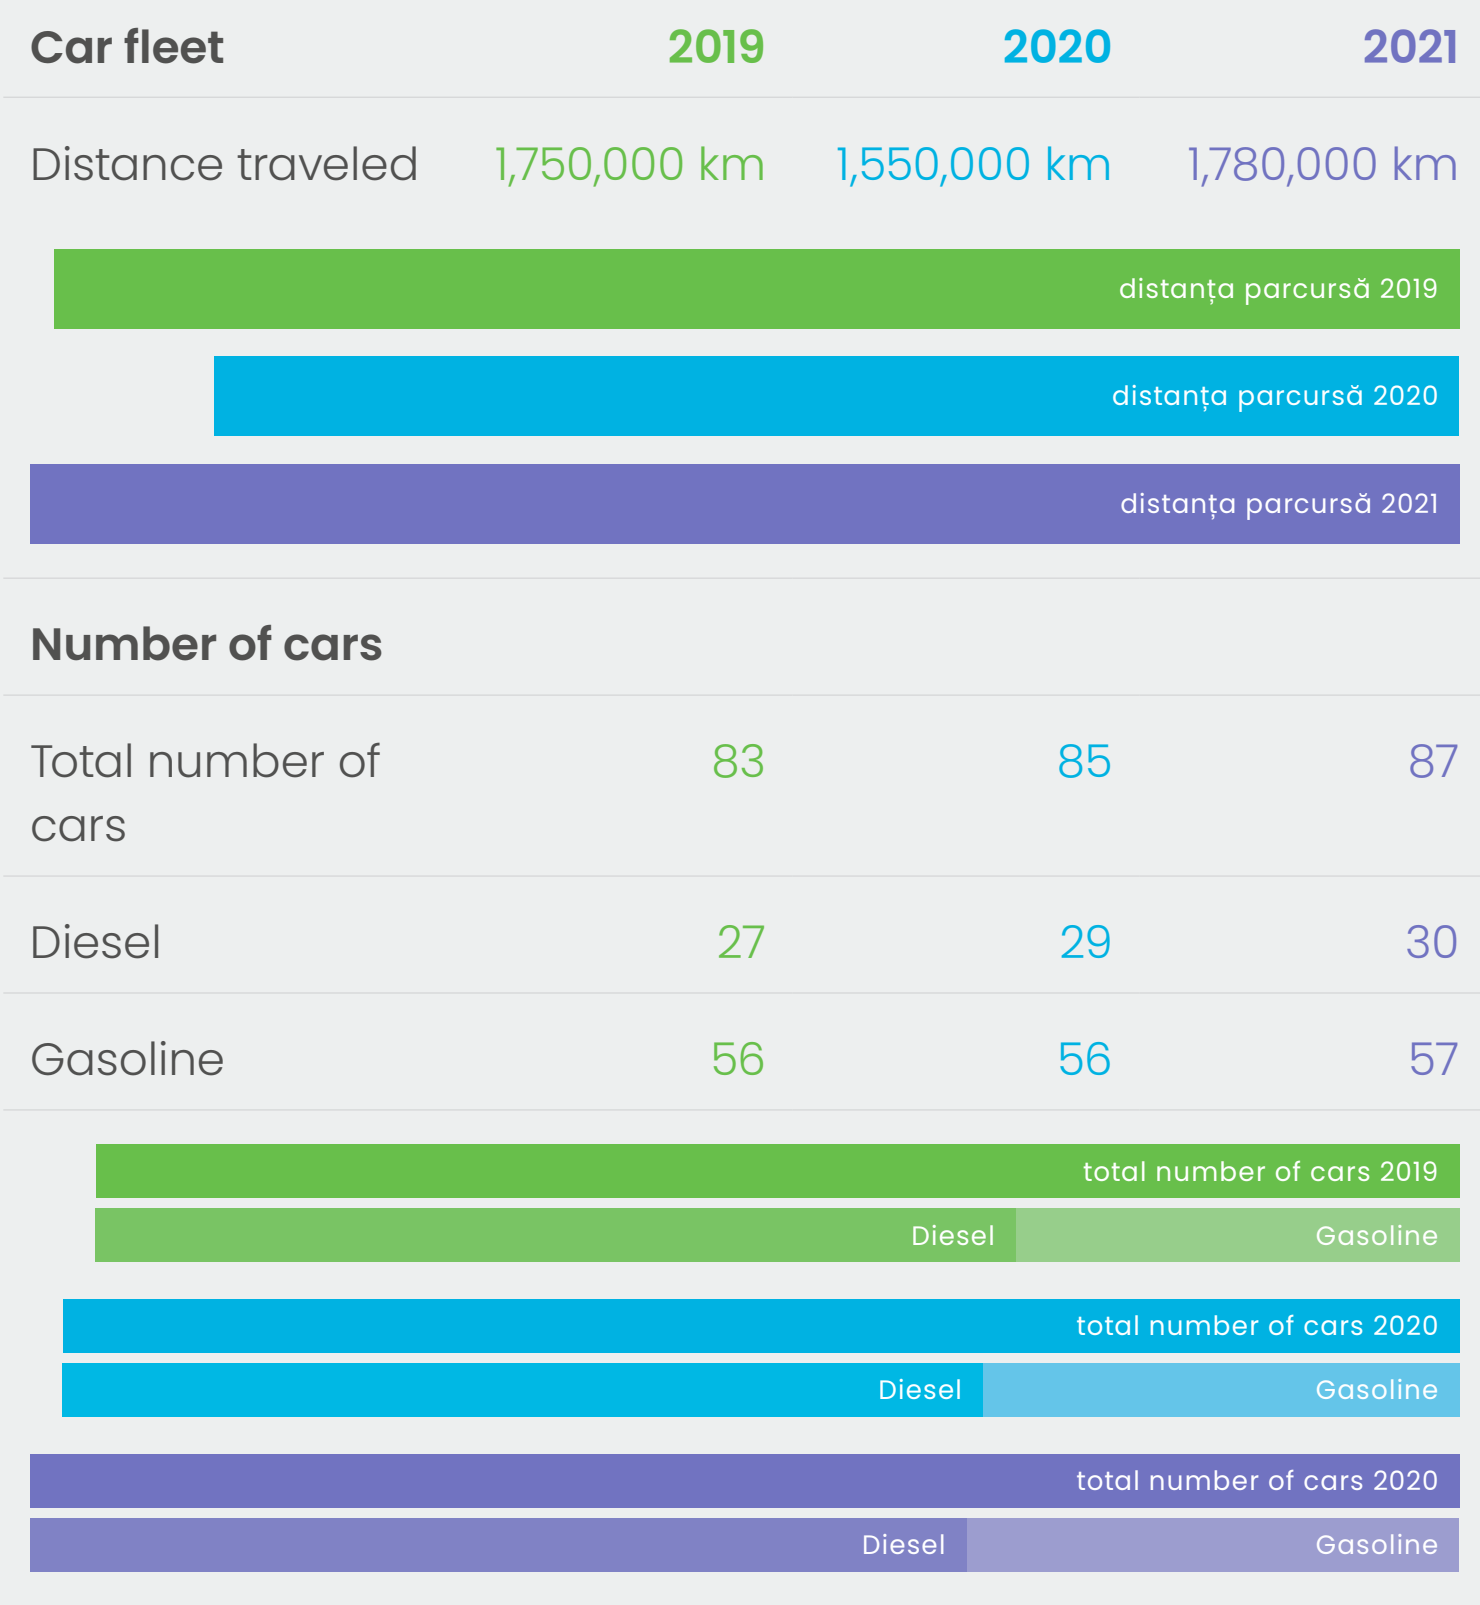 Car fleet 2019 2020 2021
Distance traveled 1,750,000 km 1,550,000 km 1,780,000 km
distanța parcursă 2019
distanța parcursă 2020
distanța parcursă 2021
Number of cars
Total number of 83 85 87
cars
Diesel 27 29 30
Gasoline 56 56 57
total number of cars 2019
Diesel Gasoline
total number of cars 2020
Diesel Gasoline
total number of cars 2020
Diesel Gasoline